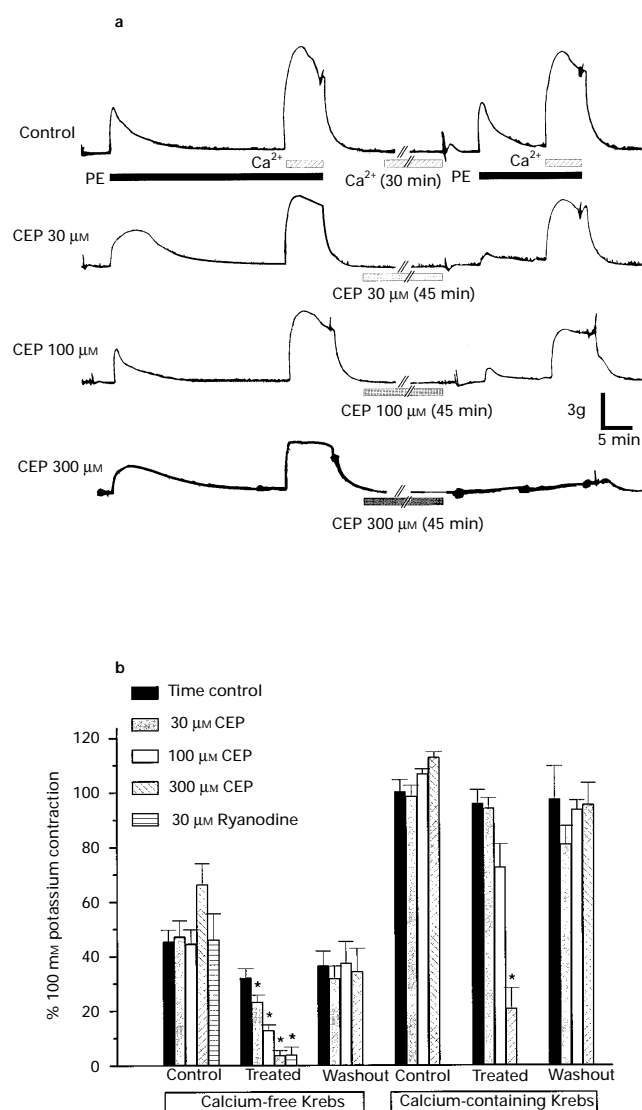 a
Control
Ca2+
Ca2+
PE
Ca2+ (30 min)
PE
CEP 30 µM
CEP 30 µM (45 min)
CEP 100 µM
CEP 100 µM (45 min)
3g
5 min
CEP 300 µM
CEP 300 µM (45 min)
b
Time control
30 µM CEP
100 µM CEP
300 µM CEP
30 µM Ryanodine
% 100 mM potassium contraction
120
100
80
60
40
20
0
* * * *
*
Control Treated Washout Control Treated Washout
Calcium-free Krebs Calcium-containing Krebs